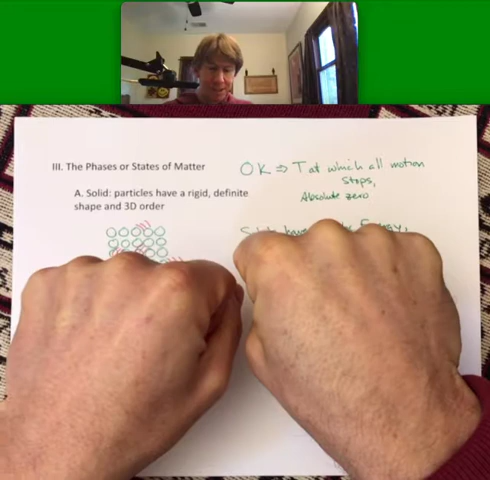 III. The Phases or States of Matter
O K ⇒ T at which all motion
stops,
Absolute zero
A. Solid: particles have a rigid, definite
shape and 3D order
Energy,